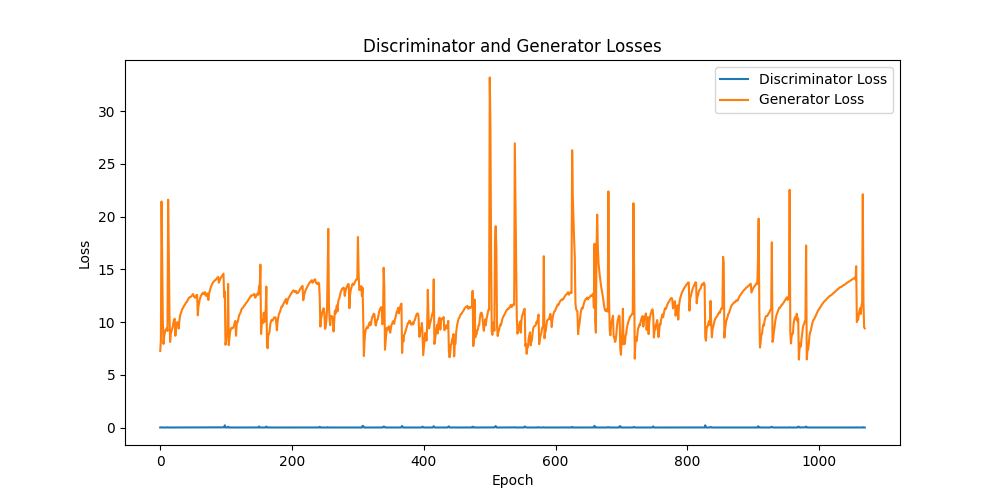 Discriminator and Generator Losses
Discriminator Loss
Generator Loss
30
25
20
15
10
5
0
Loss
0 200 400 600 800 1000
Epoch